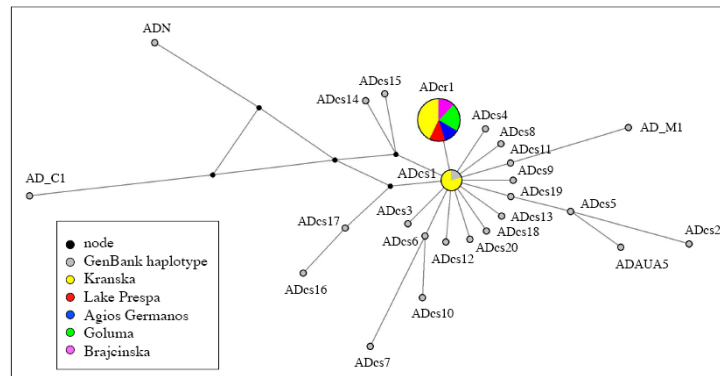 ADN
ADcs15
ADcr1
ADcs14
ADcs4
AD_M1
ADcs8
ADcs11
ADcs1
ADcs9
AD_C1
ADcs19
ADcs5
ADcs13
ADcs3
ADcs17
ADcs18
ADcs2
ADcs6
ADcs20
ADcs12
ADAUA5
ADcs16
ADcs10
ADcs7
node
GenBank haplotype
Kranska
Lake Prespa
Agios Germanos
Goluma
Brajcinska